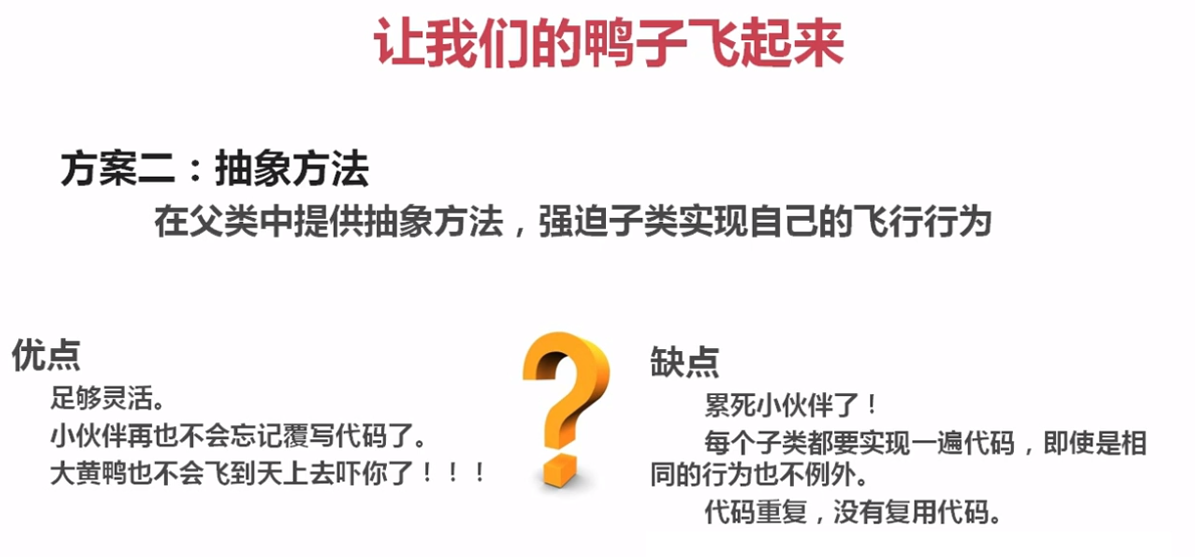 让我们的鸭子飞起来
方案二：抽象方法
在父类中提供抽象方法，强迫子类实现自己的飞行行为
优点
足够灵活。
小伙伴再也不会忘记覆写代码了。
大黄鸭也不会飞到天上去吓你了！！！
缺点
累死小伙伴了！
每个子类都要实现一遍代码，即使是相
同的行为也不例外。
代码重复，没有复用代码。